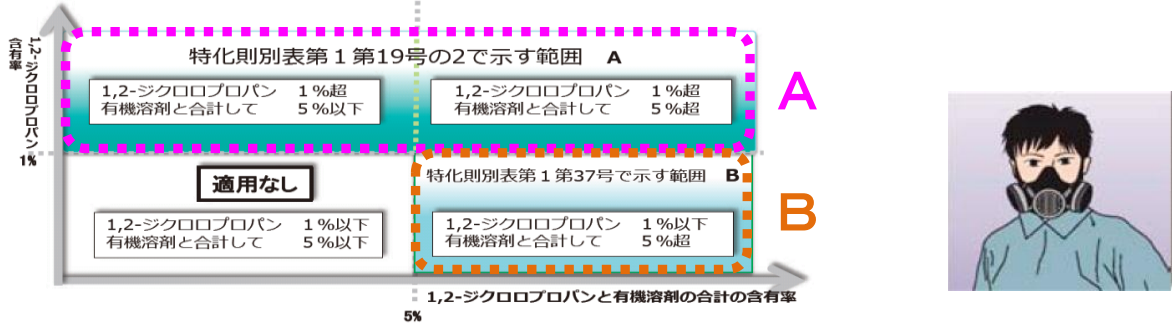 1,2-ジクロロプロパン
含有率
1%
特化則別表第１第19号の2で示す範囲 A
1,2-ジクロロプロパン 1%超
有機溶剤と合計して 5%以下
1,2-ジクロロプロパン 1%超
有機溶剤と合計して 5%超
A
適用なし
1,2-ジクロロプロパン 1%以下
有機溶剤と合計して 5%以下
特化則別表第１第37号で示す範囲 B
1,2-ジクロロプロパン 1%以下
有機溶剤と合計して 5%超
B
1,2-ジクロロプロパンと有機溶剤の合計の含有率
5%